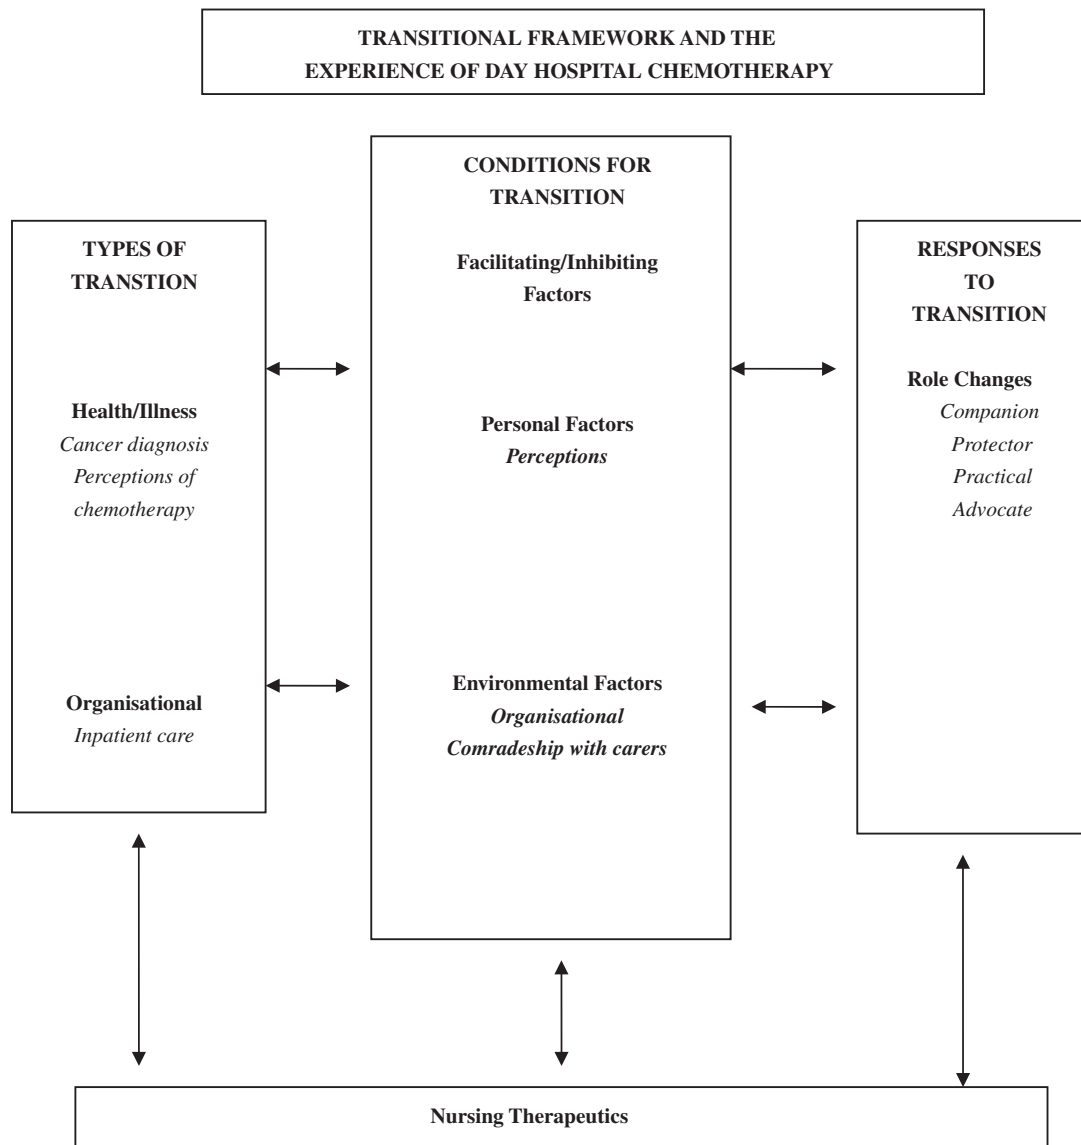 TRANSITIONAL FRAMEWORK AND THE
EXPERIENCE OF DAY HOSPITAL CHEMOTHERAPY
TYPES OF
TRANSTION
Health/Illness
Cancer diagnosis
Perceptions of
chemotherapy
Organisational
Inpatient care
CONDITIONS FOR
TRANSITION
Facilitating/Inhibiting
Factors
Personal Factors
Perceptions
Environmental Factors
Organisational
Comradeship with carers
RESPONSES
TO
TRANSITION
Role Changes
Companion
Protector
Practical
Advocate
Nursing Therapeutics